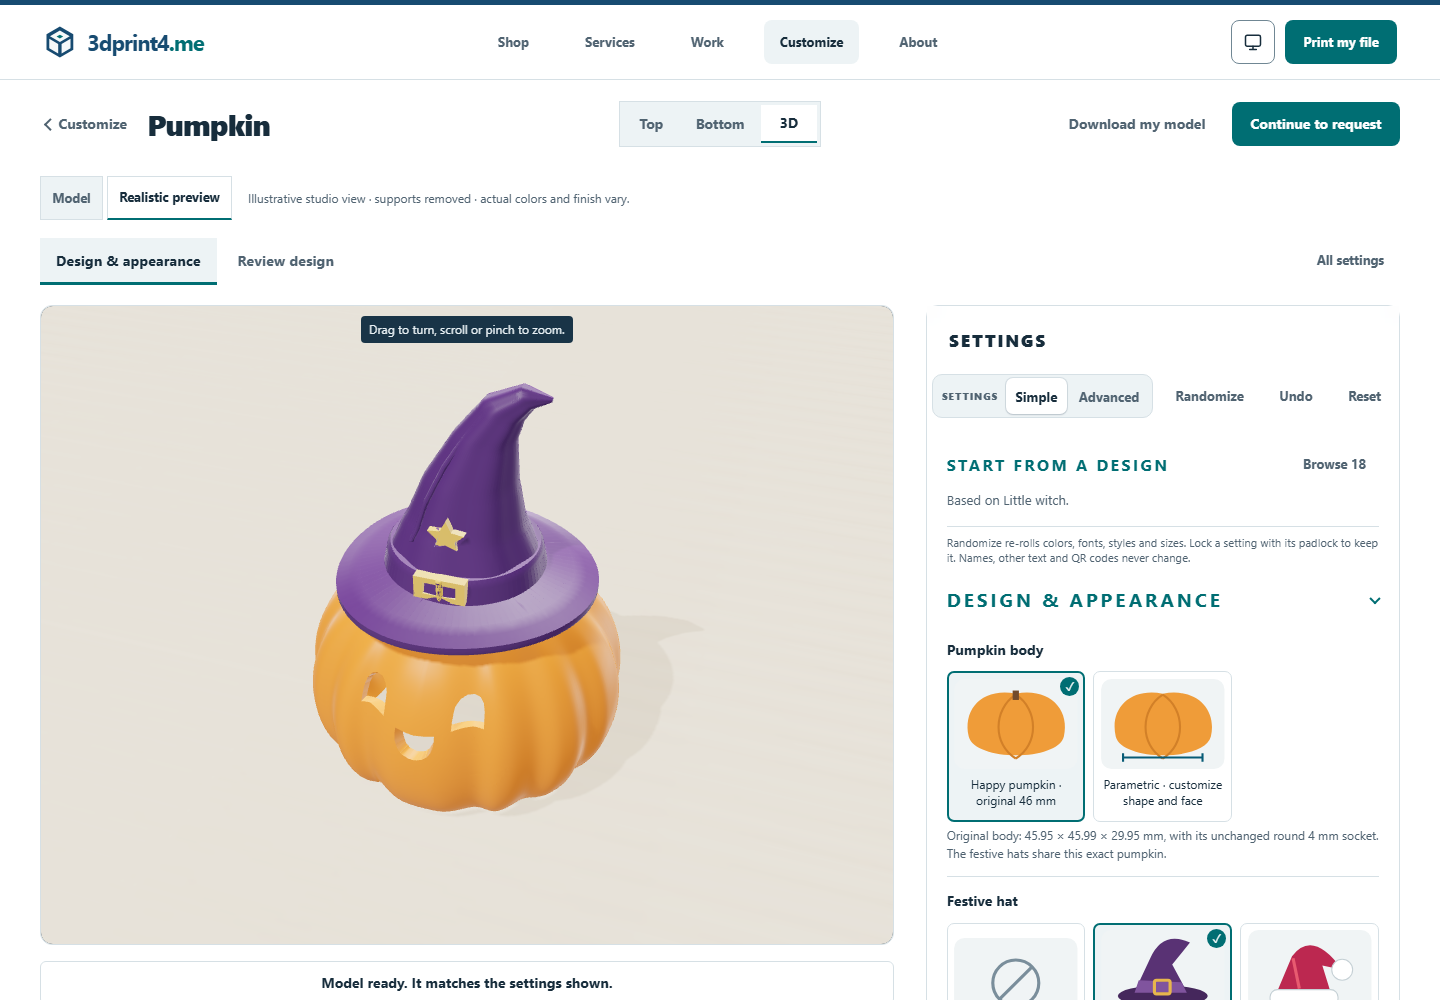 3dprint4.me
Shop
Services
Work
Customize
About
Print my file
Customize
Pumpkin
Top
Bottom
3D
Download my model
Continue to request
Model
Realistic preview
Illustrative studio view · supports removed · actual colors and finish vary.
Design & appearance
Review design
All settings
Drag to turn, scroll or pinch to zoom.
Model ready. It matches the settings shown.
SETTINGS
SETTINGS
Simple
Advanced
Randomize
Undo
Reset
START FROM A DESIGN
Browse 18
Based on Little witch.
Randomize re-rolls colors, fonts, styles and sizes. Lock a setting with its padlock to keep
it. Names, other text and QR codes never change.
DESIGN & APPEARANCE
Pumpkin body
Happy pumpkin ·
original 46 mm
Parametric · customize
shape and face
Original body: 45.95 × 45.99 × 29.95 mm, with its unchanged round 4 mm socket.
The festive hats share this exact pumpkin.
Festive hat